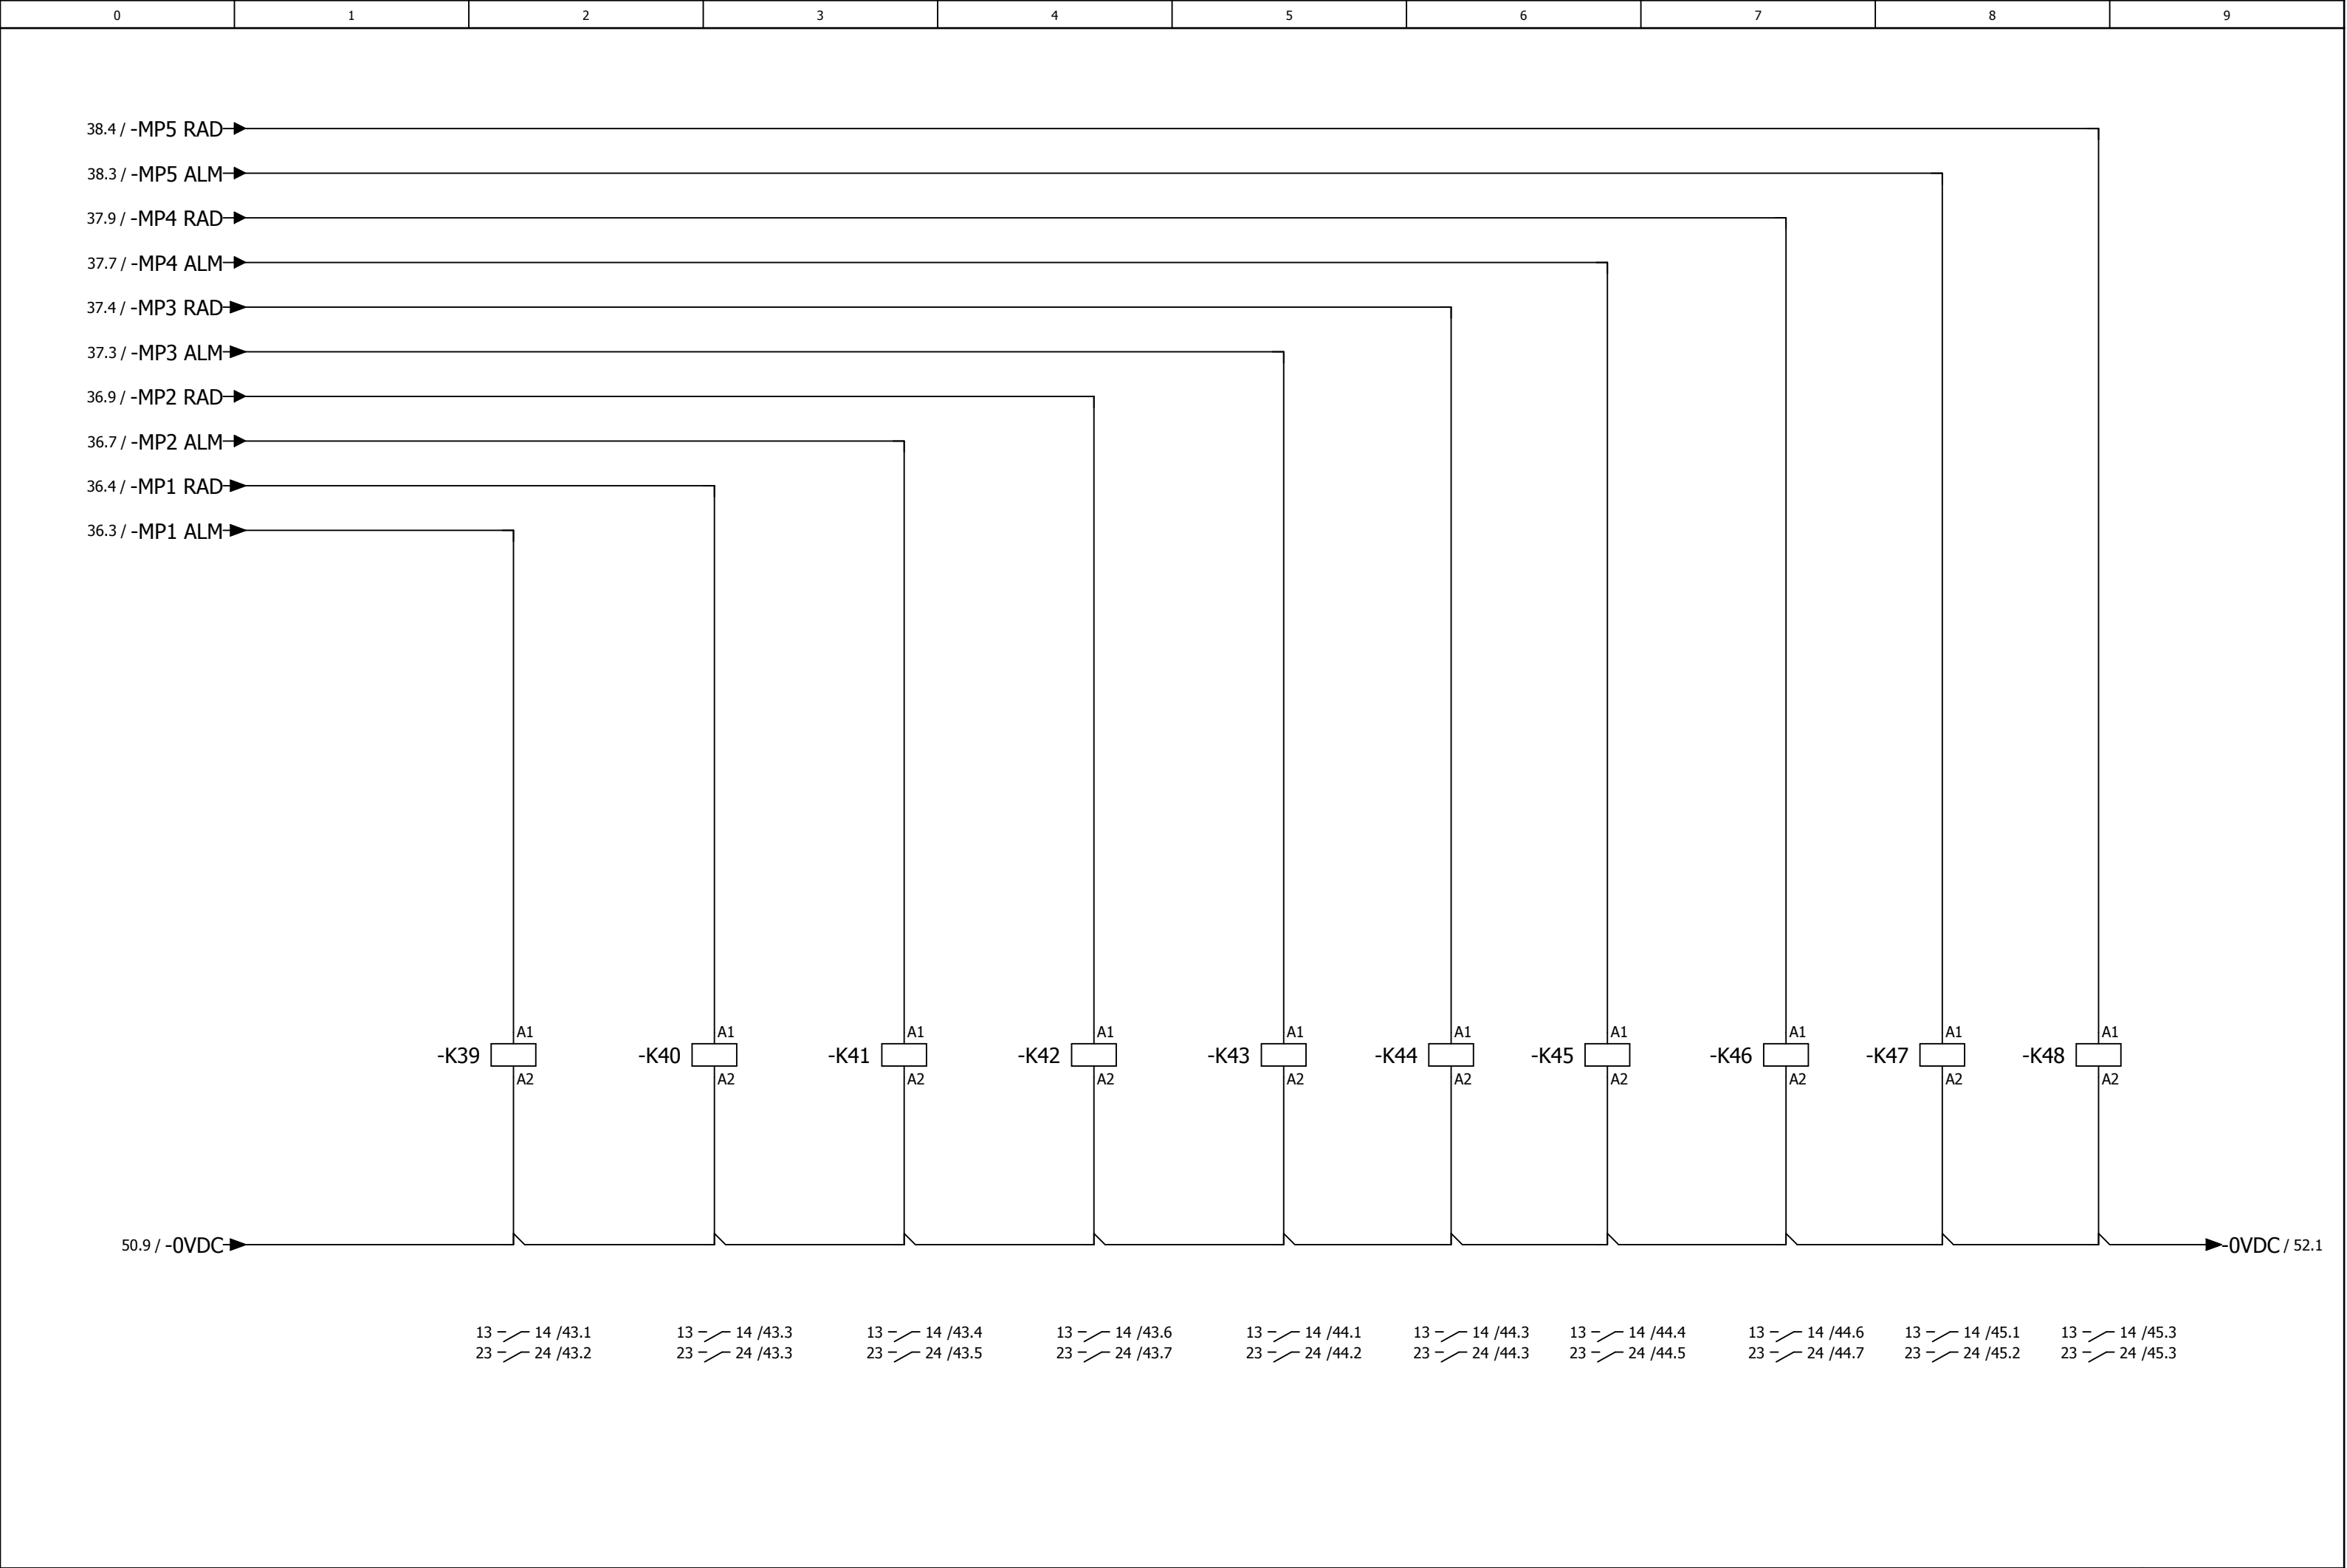 0 1 2 3 4 5 6 7 8 9
38.4 / -MP5 RAD
38.3 / -MP5 ALM
37.9 / -MP4 RAD
37.7 / -MP4 ALM
37.4 / -MP3 RAD
37.3 / -MP3 ALM
36.9 / -MP2 RAD
36.7 / -MP2 ALM
36.4 / -MP1 RAD
36.3 / -MP1 ALM
A1 A1 A1 A1 A1 A1 A1 A1 A1 A1
-K39 -K40 -K41 -K42 -K43 -K44 -K45 -K46 -K47 -K48
A2 A2 A2 A2 A2 A2 A2 A2 A2 A2
50.9 / -0VDC -0VDC / 52.1
13 14 /43.1 13 14 /43.3 13 14 /43.4 13 14 /43.6 13 14 /44.1 13 14 /44.3 13 14 /44.4 13 14 /44.6 13 14 /45.1 13 14 /45.3
23 24 /43.2 23 24 /43.3 23 24 /43.5 23 24 /43.7 23 24 /44.2 23 24 /44.3 23 24 /44.5 23 24 /44.7 23 24 /45.2 23 24 /45.3